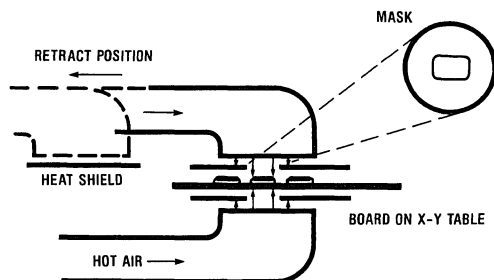 MASK
RETRACT POSITION
HEAT SHIELD
BOARD ON X-Y TABLE
HOT AIR